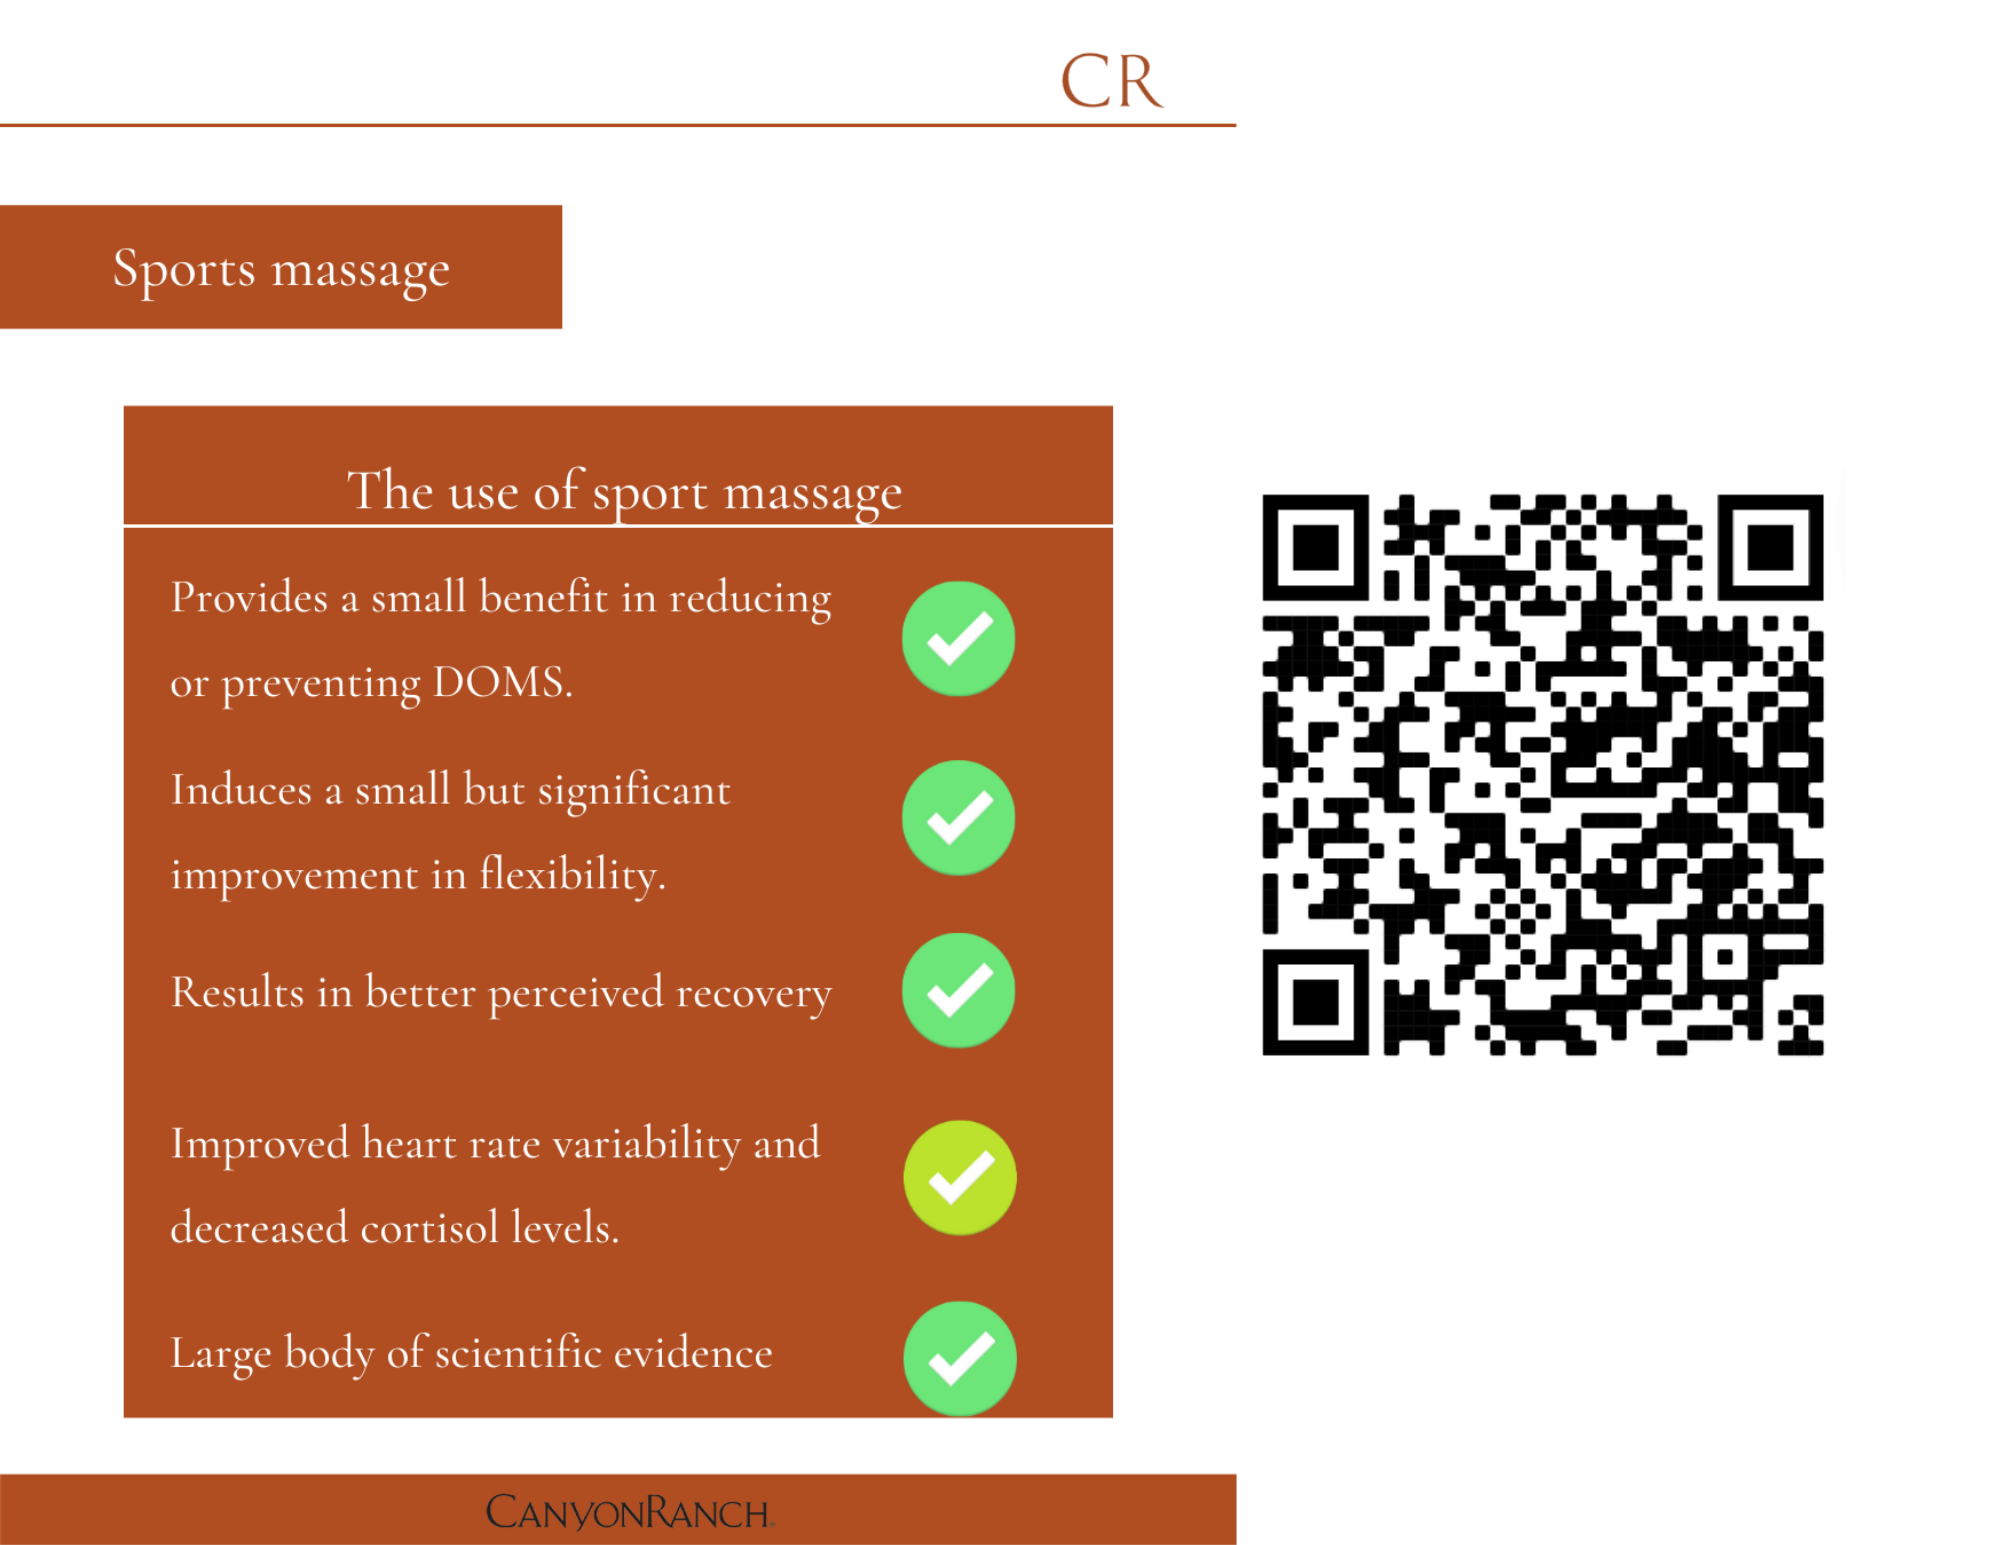 CR
Sports massage
The use of sport massage
Provides a small benefit in reducing
or preventing DOMS.
Induces a small but significant
improvement in flexibility.
Results in better perceived recovery
Improved heart rate variability and
decreased cortisol levels.
Large body of scientific evidence
CANYONRANCH